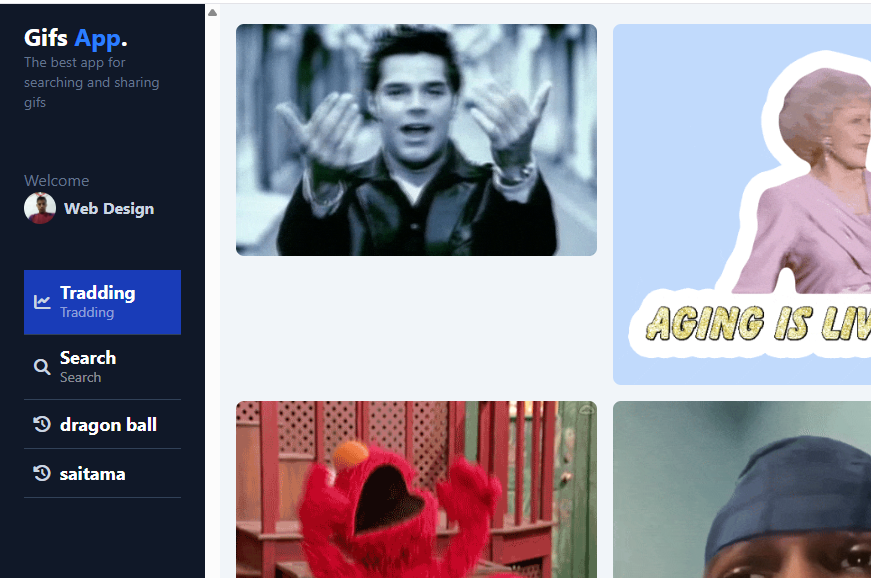 Gifs App.
The best app for
searching and sharing
gifs
Welcome
Web Design
Tradding
Tradding
Search
Search
dragon ball
saitama
AGING IS